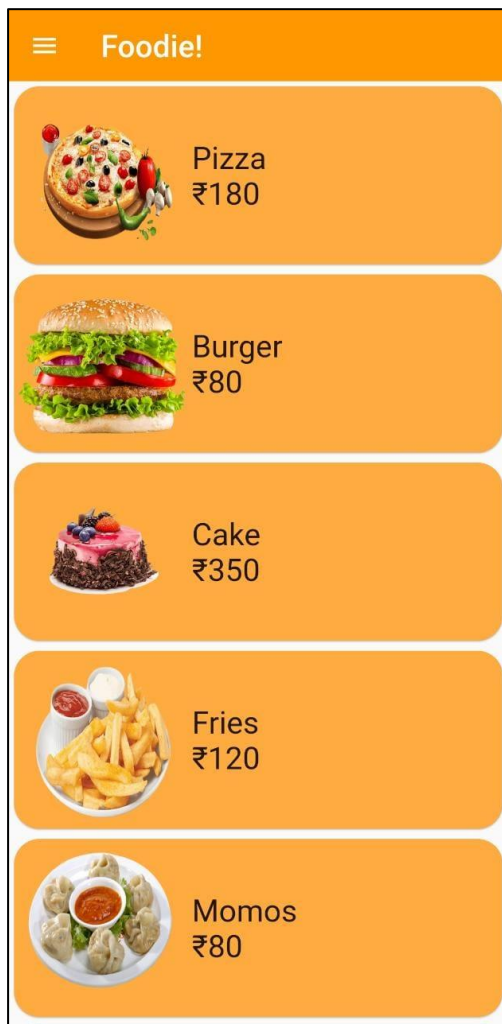 Foodie!
Pizza
₹180
Burger
₹80
Cake
₹350
Fries
₹120
Momos
₹80